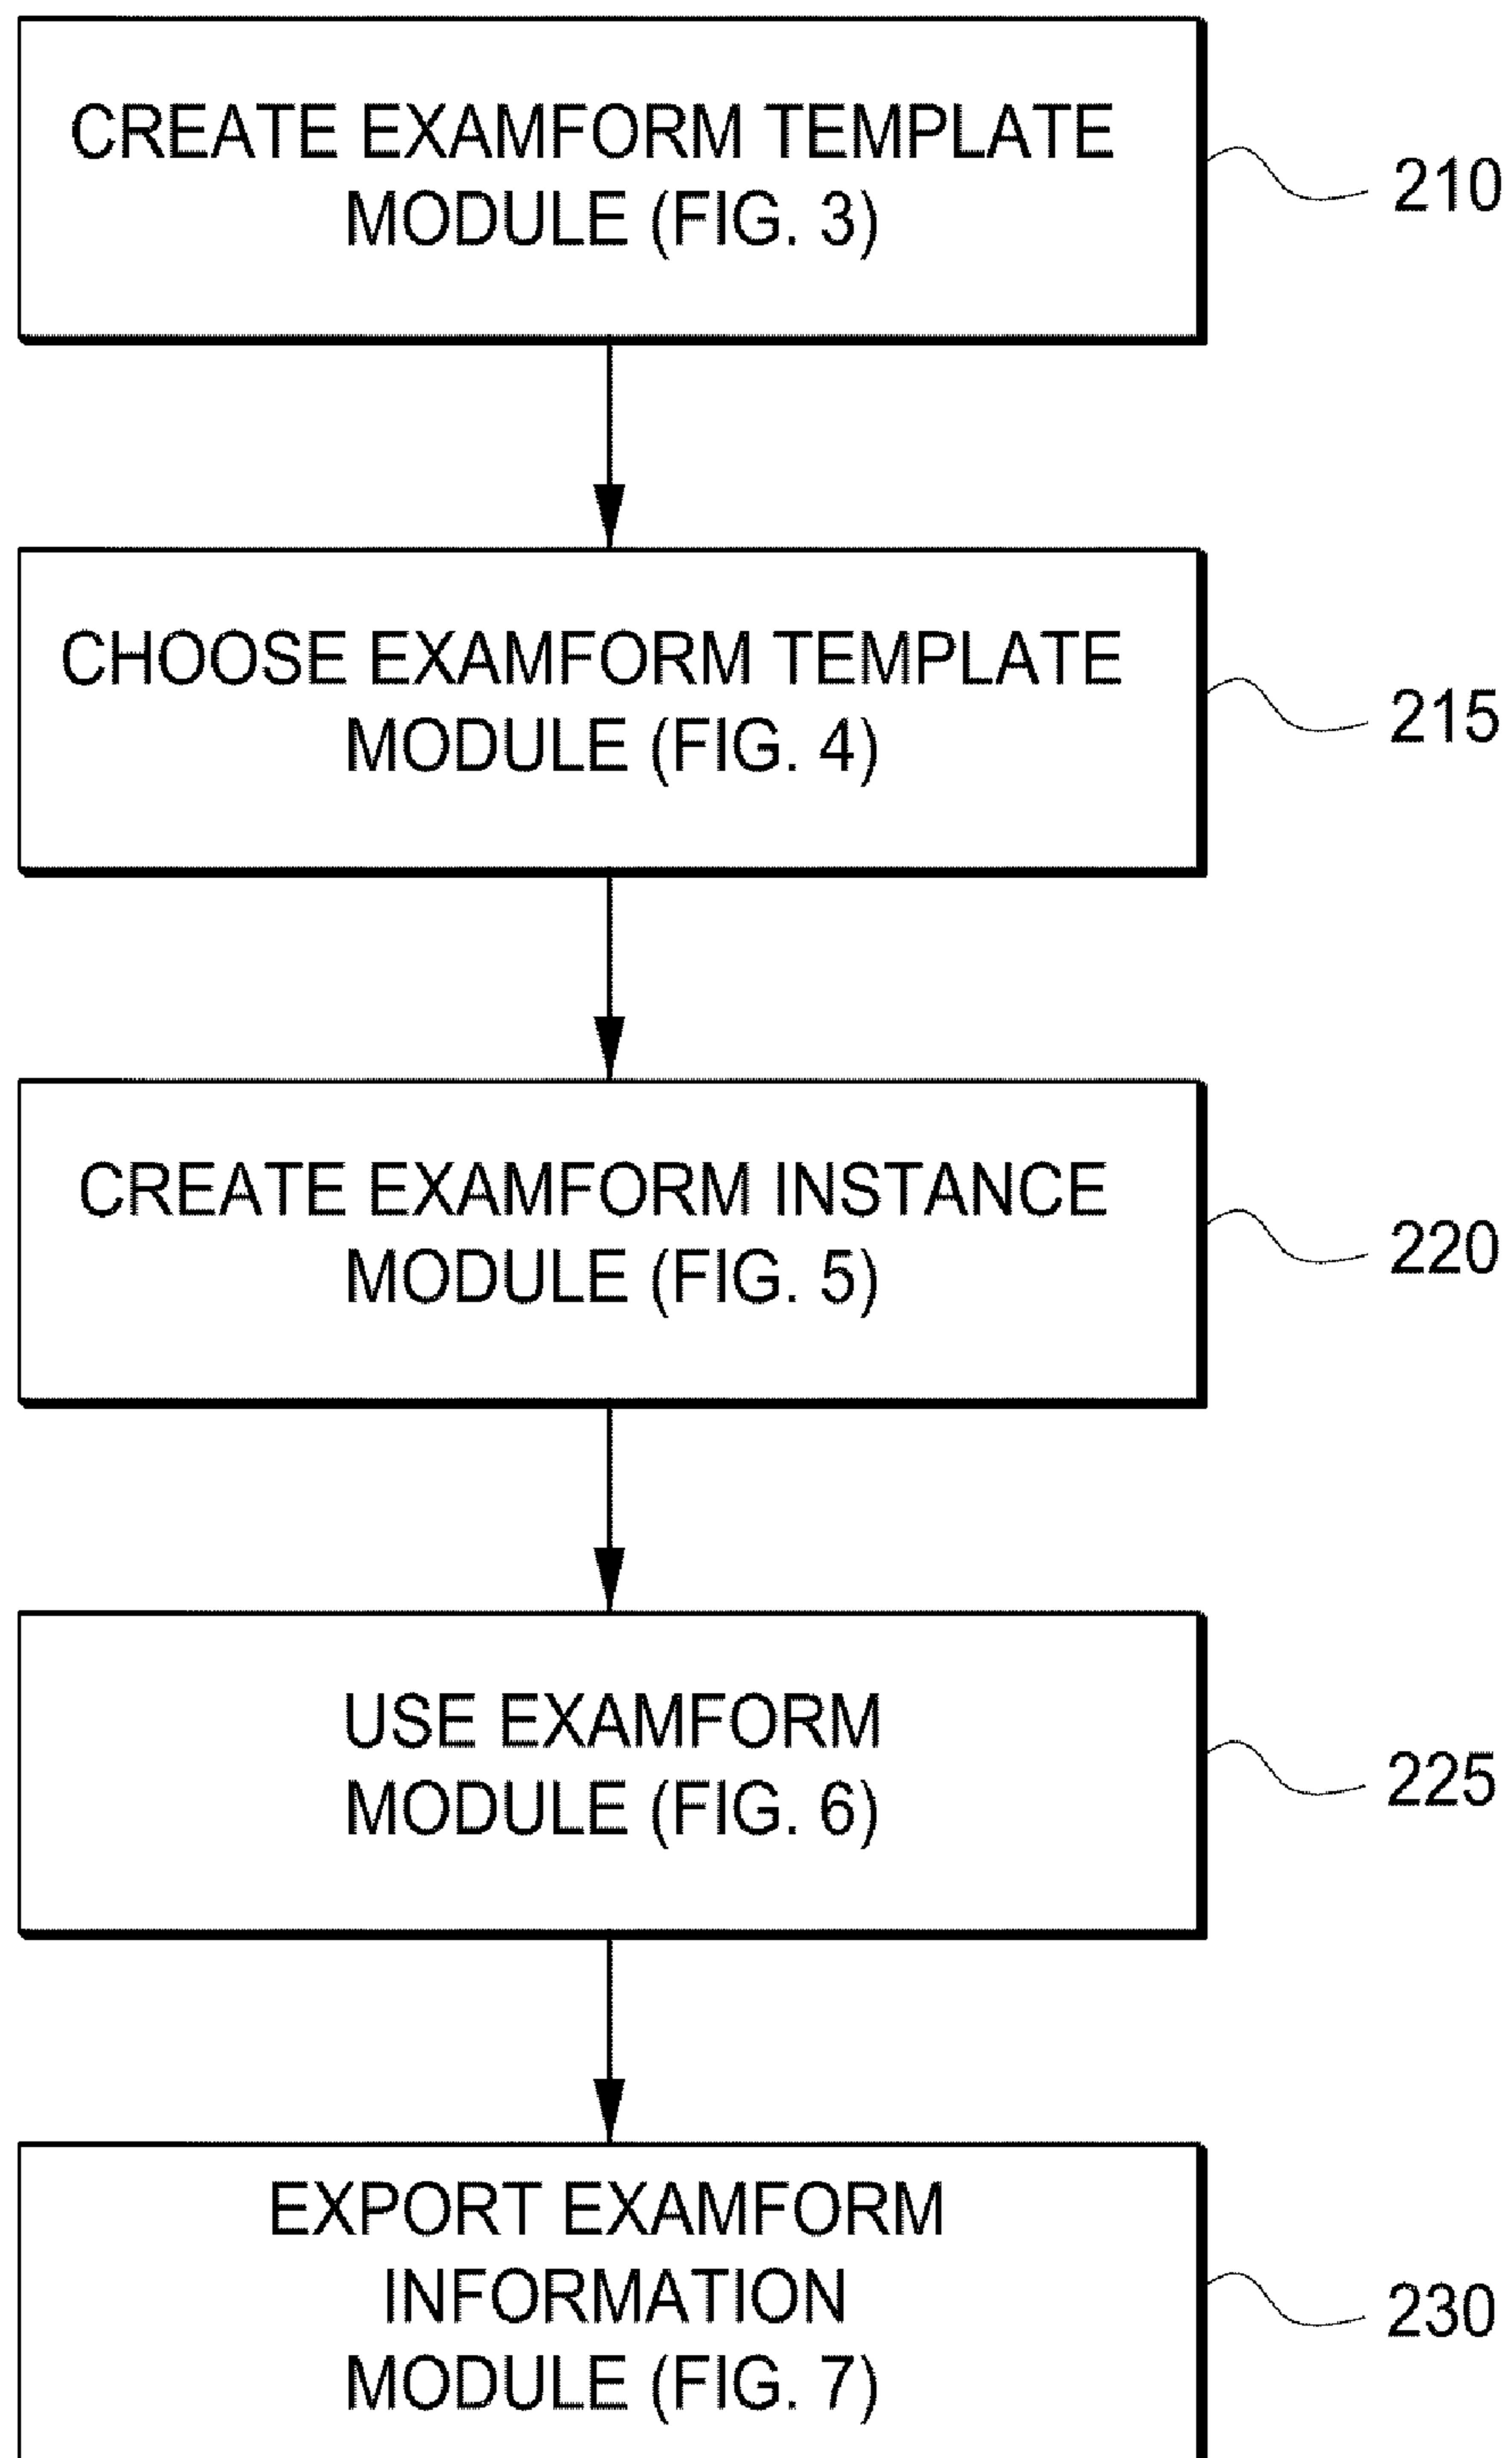 CREATE EXAMFORM TEMPLATE
MODULE (FIG. 3)
210
CHOOSE EXAMFORM TEMPLATE
MODULE (FIG. 4)
215
CREATE EXAMFORM INSTANCE
MODULE (FIG. 5)
220
USE EXAMFORM
MODULE (FIG. 6)
225
EXPORT EXAMFORM
INFORMATION
MODULE (FIG. 7)
230